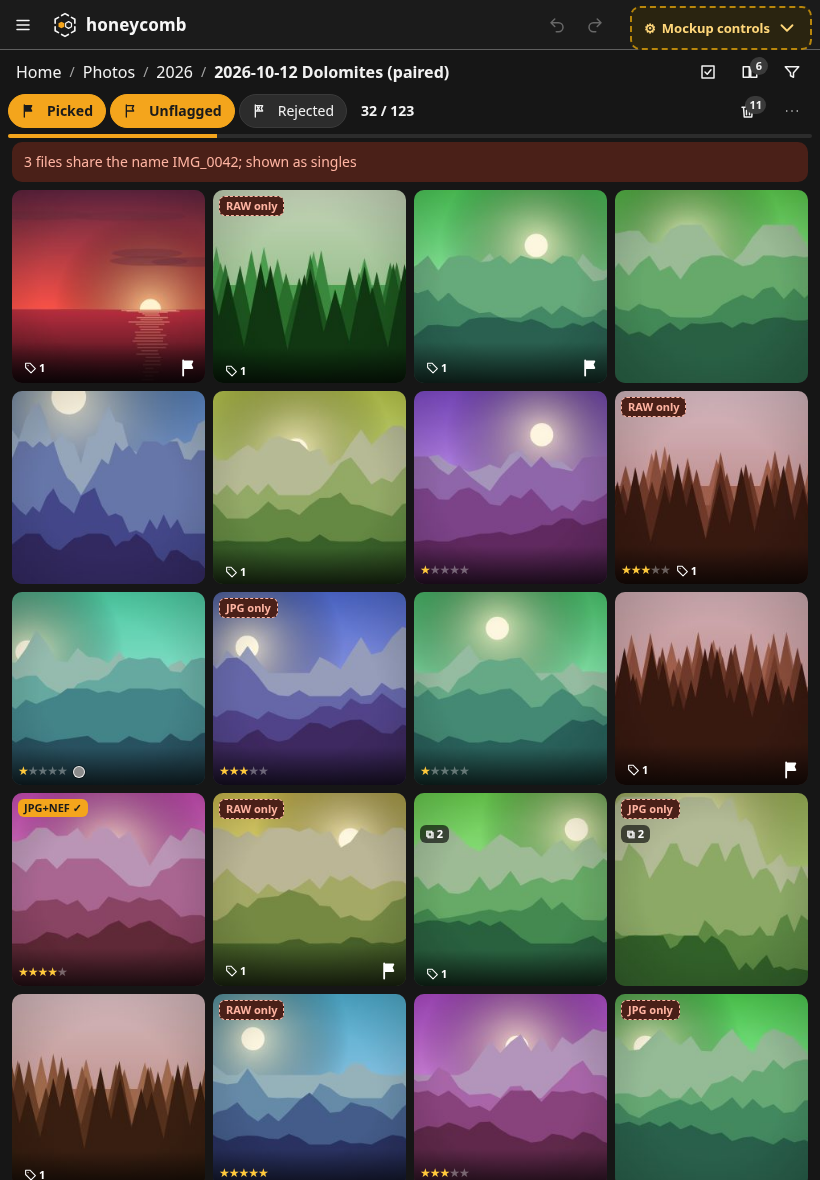 honeycomb
⚙ Mockup controls
Home / Photos / 2026 / 2026-10-12 Dolomites (paired)
6
Picked
Unflagged
Rejected
32 / 123
11
3 files share the name IMG_0042; shown as singles
1
RAW only
1
1
1
RAW only
1
JPG only
1
JPG+NEF ✓
RAW only
1
2
1
JPG only
2
1
RAW only
JPG only